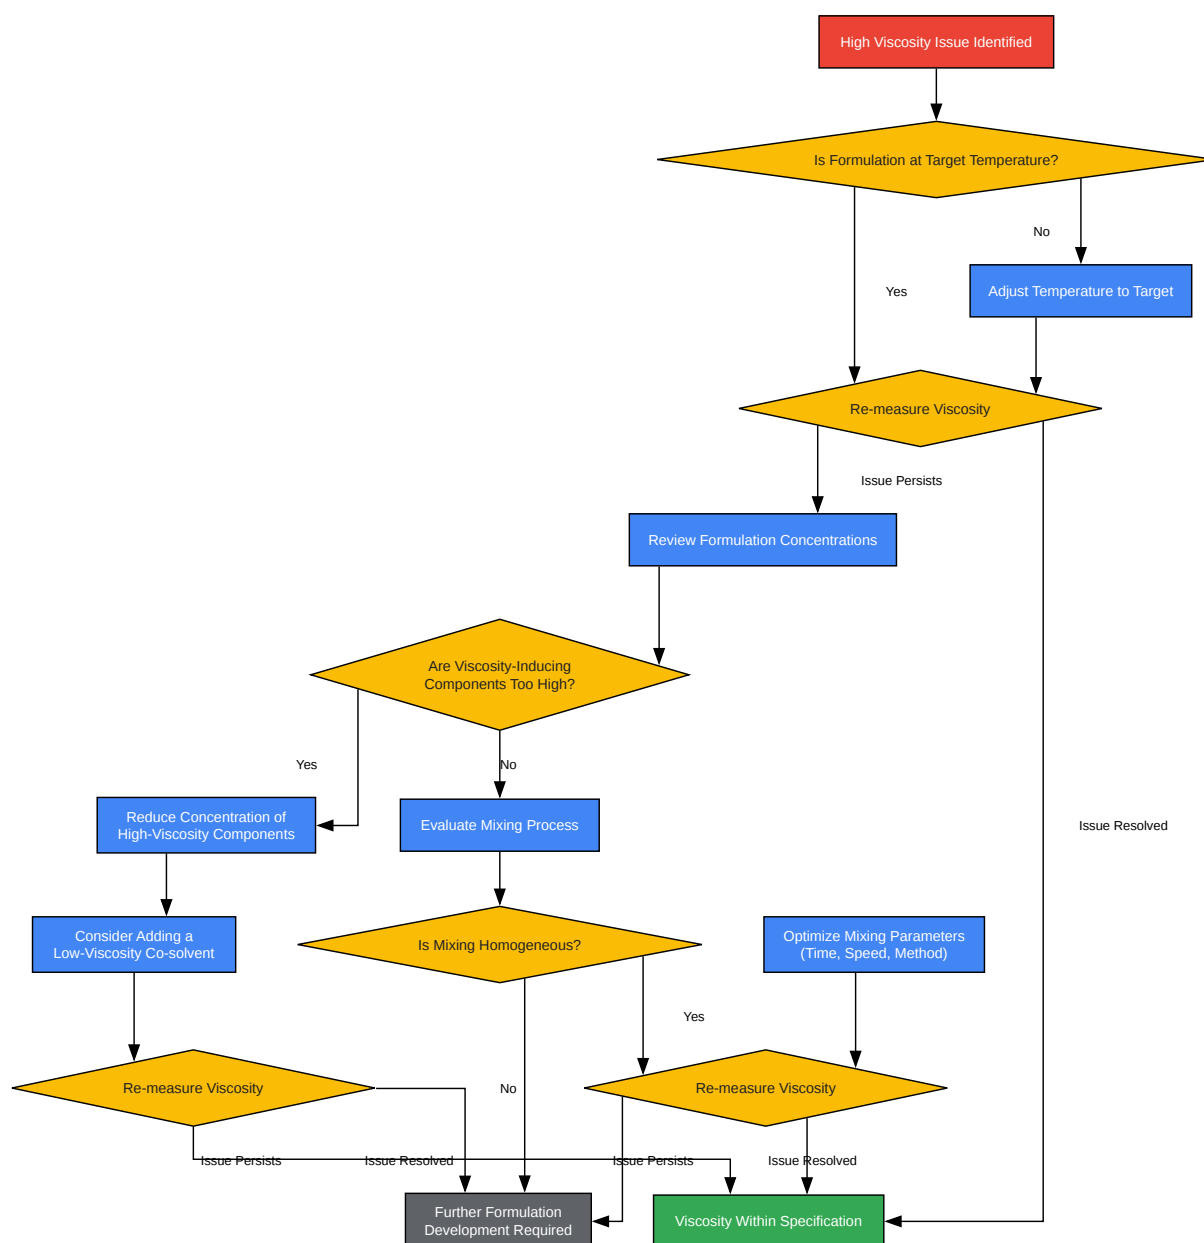 High Viscosity Issue Identified
Is Formulation at Target Temperature?
No
Yes
Adjust Temperature to Target
Re-measure Viscosity
Issue Persists
Review Formulation Concentrations
Are Viscosity-Inducing
Components Too High?
Yes
No
Reduce Concentration of
High-Viscosity Components
Evaluate Mixing Process
Issue Resolved
Consider Adding a
Low-Viscosity Co-solvent
Is Mixing Homogeneous?
Optimize Mixing Parameters
(Time, Speed, Method)
Yes
Re-measure Viscosity
No
Re-measure Viscosity
Issue Persists
Issue Resolved
Issue Persists
Issue Resolved
Further Formulation
Development Required
Viscosity Within Specification